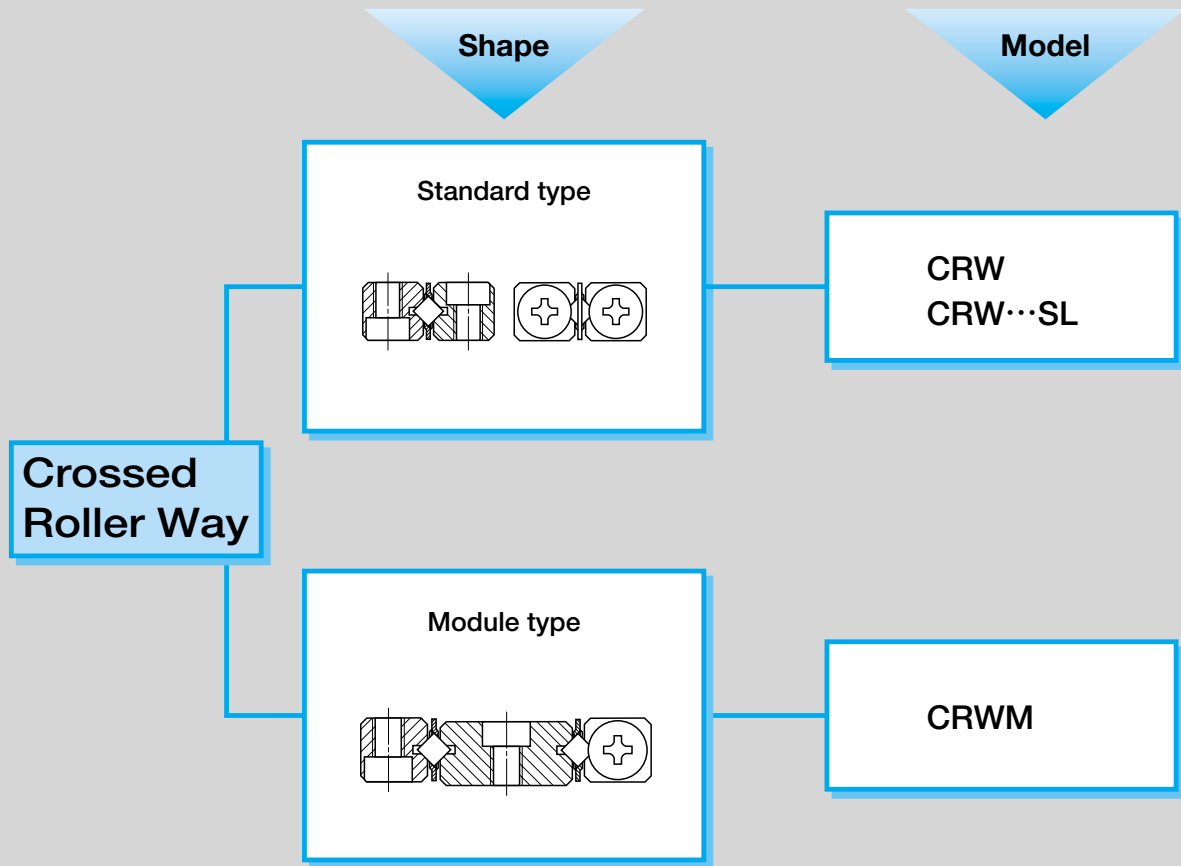 Shape
Model
Standard type
CRW
CRW⋯SL
Crossed
Roller Way
Module type
CRWM